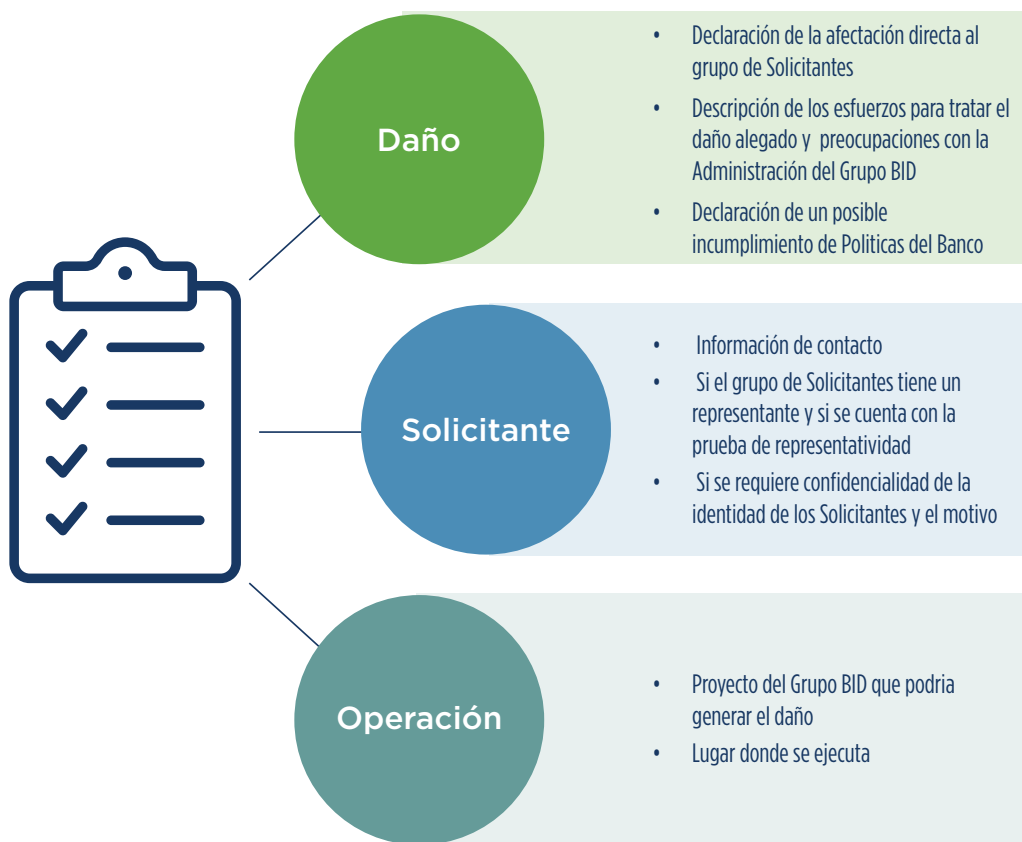 Daño
• Declaración de la afectación directa al
grupo de Solicitantes
• Descripción de los esfuerzos para tratar el
daño alegado y preocupaciones con la
Administración del Grupo BID
• Declaración de un posible
incumplimiento de Politicas del Banco
Solicitante
• Información de contacto
• Si el grupo de Solicitantes tiene un
representante y si se cuenta con la
prueba de representatividad
• Si se requiere confidencialidad de la
identidad de los Solicitantes y el motivo
Operación
• Proyecto del Grupo BID que podria
generar el daño
• Lugar donde se ejecuta